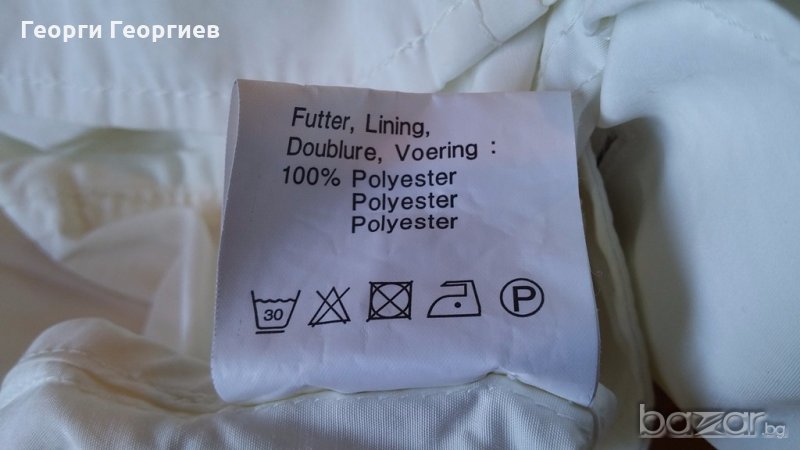 Георги Георгиев
Futter, Lining,
Doublure, Voering :
100% Polyester
Polyester
Polyester
30
P
bazar.bg